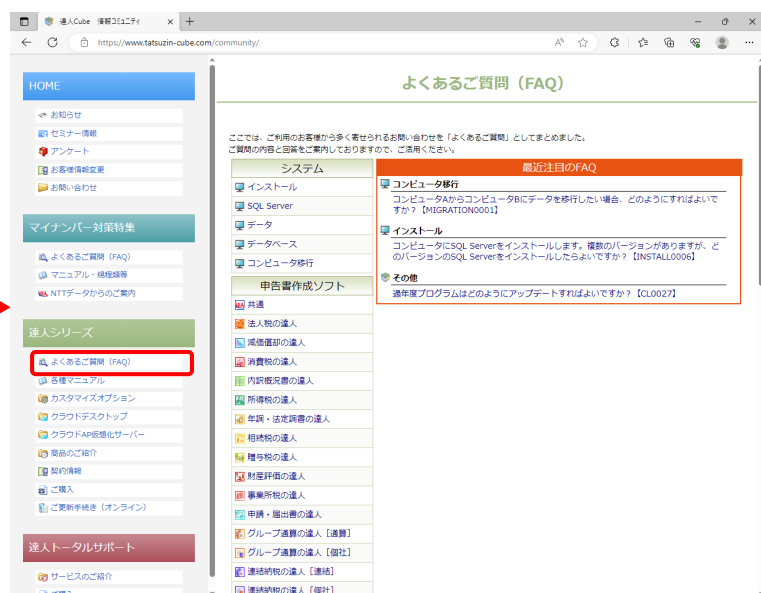 達人Cube 情報コミュニティ
https://www.tatsuzin-cube.com/community/
HOME
お知らせ
セミナー情報
アンケート
お客様情報変更
お問い合わせ
マイナンバー対策特集
よくあるご質問（FAQ）
マニュアル・規程類等
NTTデータからのご案内
達人シリーズ
よくあるご質問（FAQ）
各種マニュアル
カスタマイズオプション
クラウドデスクトップ
クラウドAP仮想化サーバー
商品のご紹介
契約情報
ご購入
ご更新手続き（オンライン）
達人トータルサポート
サービスのご紹介
ご購入
よくあるご質問（FAQ）
ここでは、ご利用のお客様から多く寄せられるお問い合わせを「よくあるご質問」としてまとめました。
ご質問の内容と回答をご案内しておりますので、ご活用ください。
システム
インストール
SQL Server
データ
データベース
コンピュータ移行
申告書作成ソフト
共通
法人税の達人
減価償却の達人
消費税の達人
内訳概況書の達人
所得税の達人
年調・法定調書の達人
相続税の達人
贈与税の達人
財産評価の達人
事業所税の達人
申請・届出書の達人
グループ通算の達人［通算］
グループ通算の達人［個社］
連結納税の達人［連結］
連結納税の達人［個社］
最近注目のFAQ
コンピュータ移行
コンピュータAからコンピュータBにデータを移行したい場合、どのようにすればよいで
すか？【MIGRATION0001】
インストール
コンピュータにSQL Serverをインストールします。複数のバージョンがありますが、ど
のバージョンのSQL Serverをインストールしたらよいですか？【INSTALL0006】
その他
過年度プログラムはどのようにアップデートすればよいですか？【CL0027】